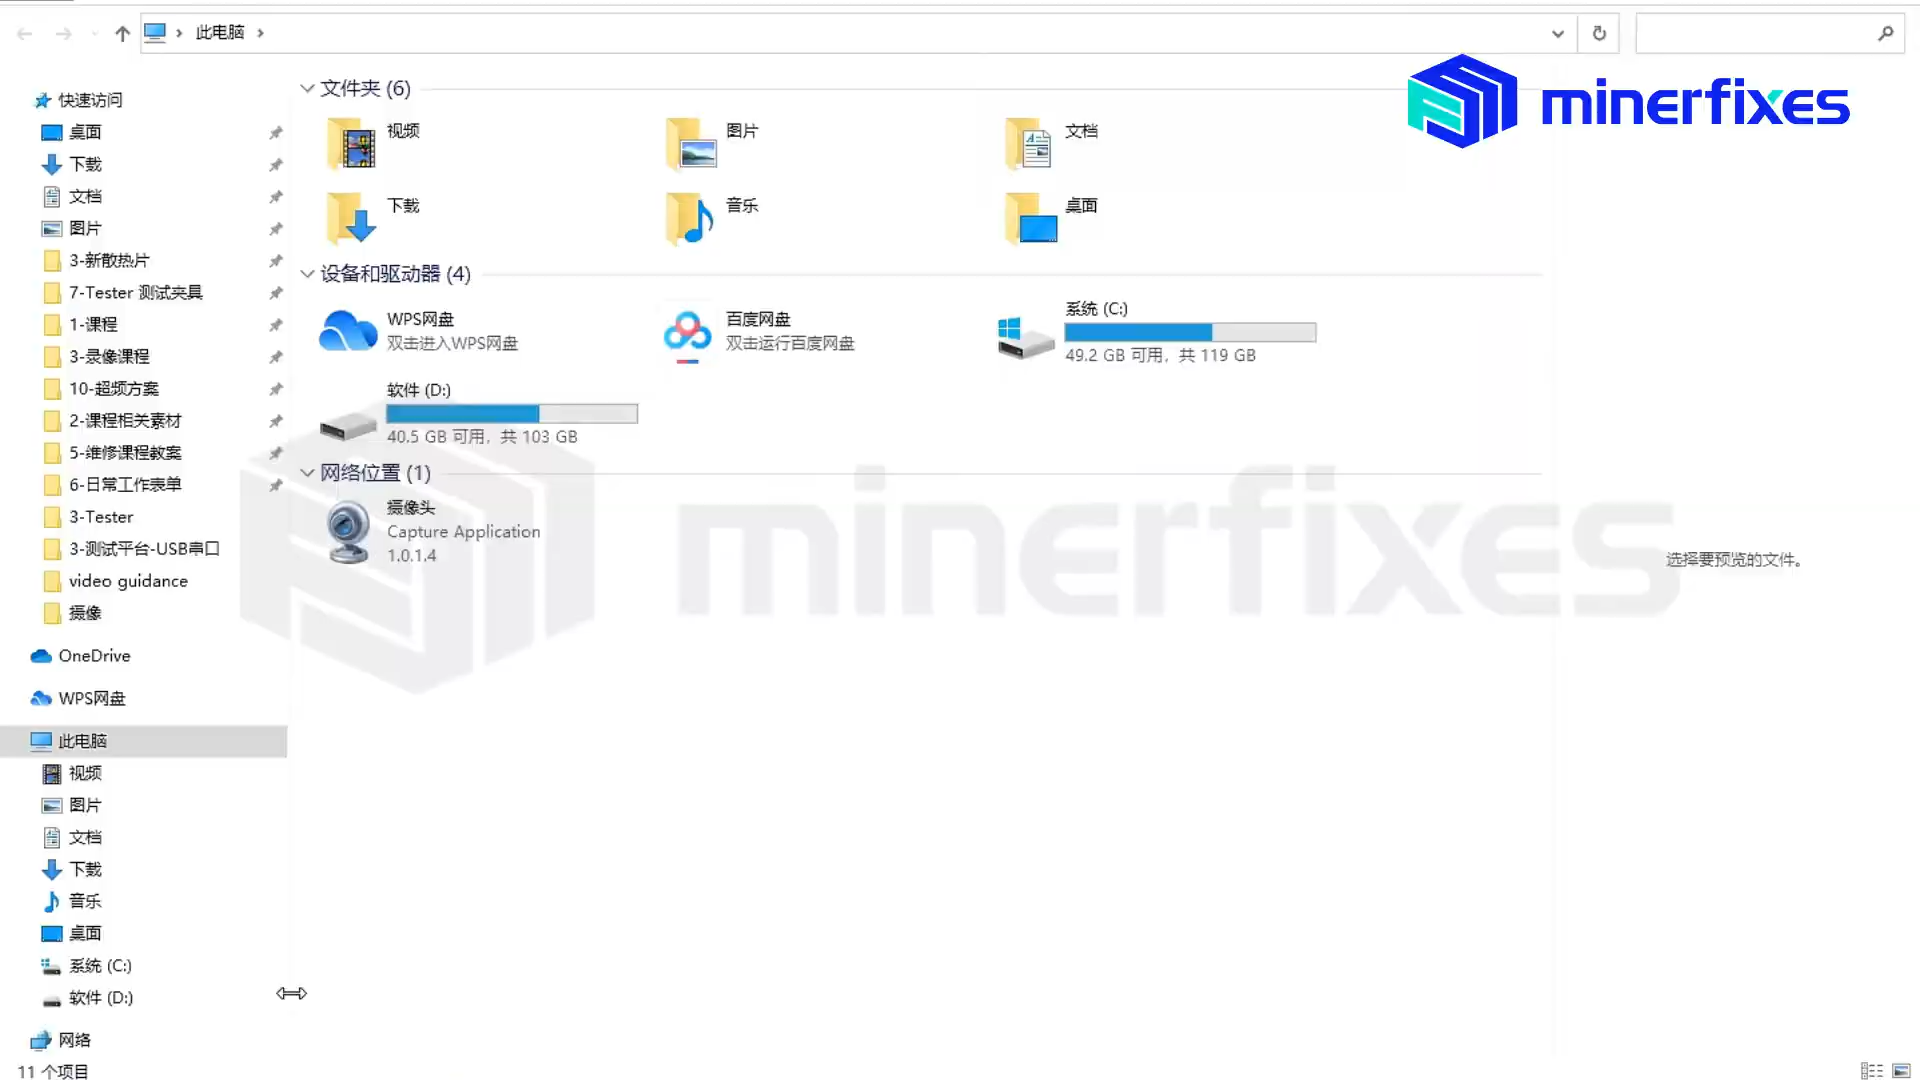 此电脑
minerfixes
快速访问
桌面
下载
文档
图片
3-新散热片
7-Tester 测试夹具
1-课程
3-录像课程
10-超频方案
2-课程相关素材
5-维修课程教案
6-日常工作表单
3-Tester
3-测试平台-USB串口
video guidance
摄像
OneDrive
WPS网盘
此电脑
视频
图片
文档
下载
音乐
桌面
系统 (C:)
软件 (D:)
网络
11 个项目
文件夹 (6)
视频
图片
文档
下载
音乐
桌面
设备和驱动器 (4)
WPS网盘
双击进入WPS网盘
百度网盘
双击运行百度网盘
系统 (C:)
49.2 GB 可用，共 119 GB
软件 (D:)
40.5 GB 可用，共 103 GB
网络位置 (1)
摄像头
Capture Application
1.0.1.4
minerfixes
选择要预览的文件。